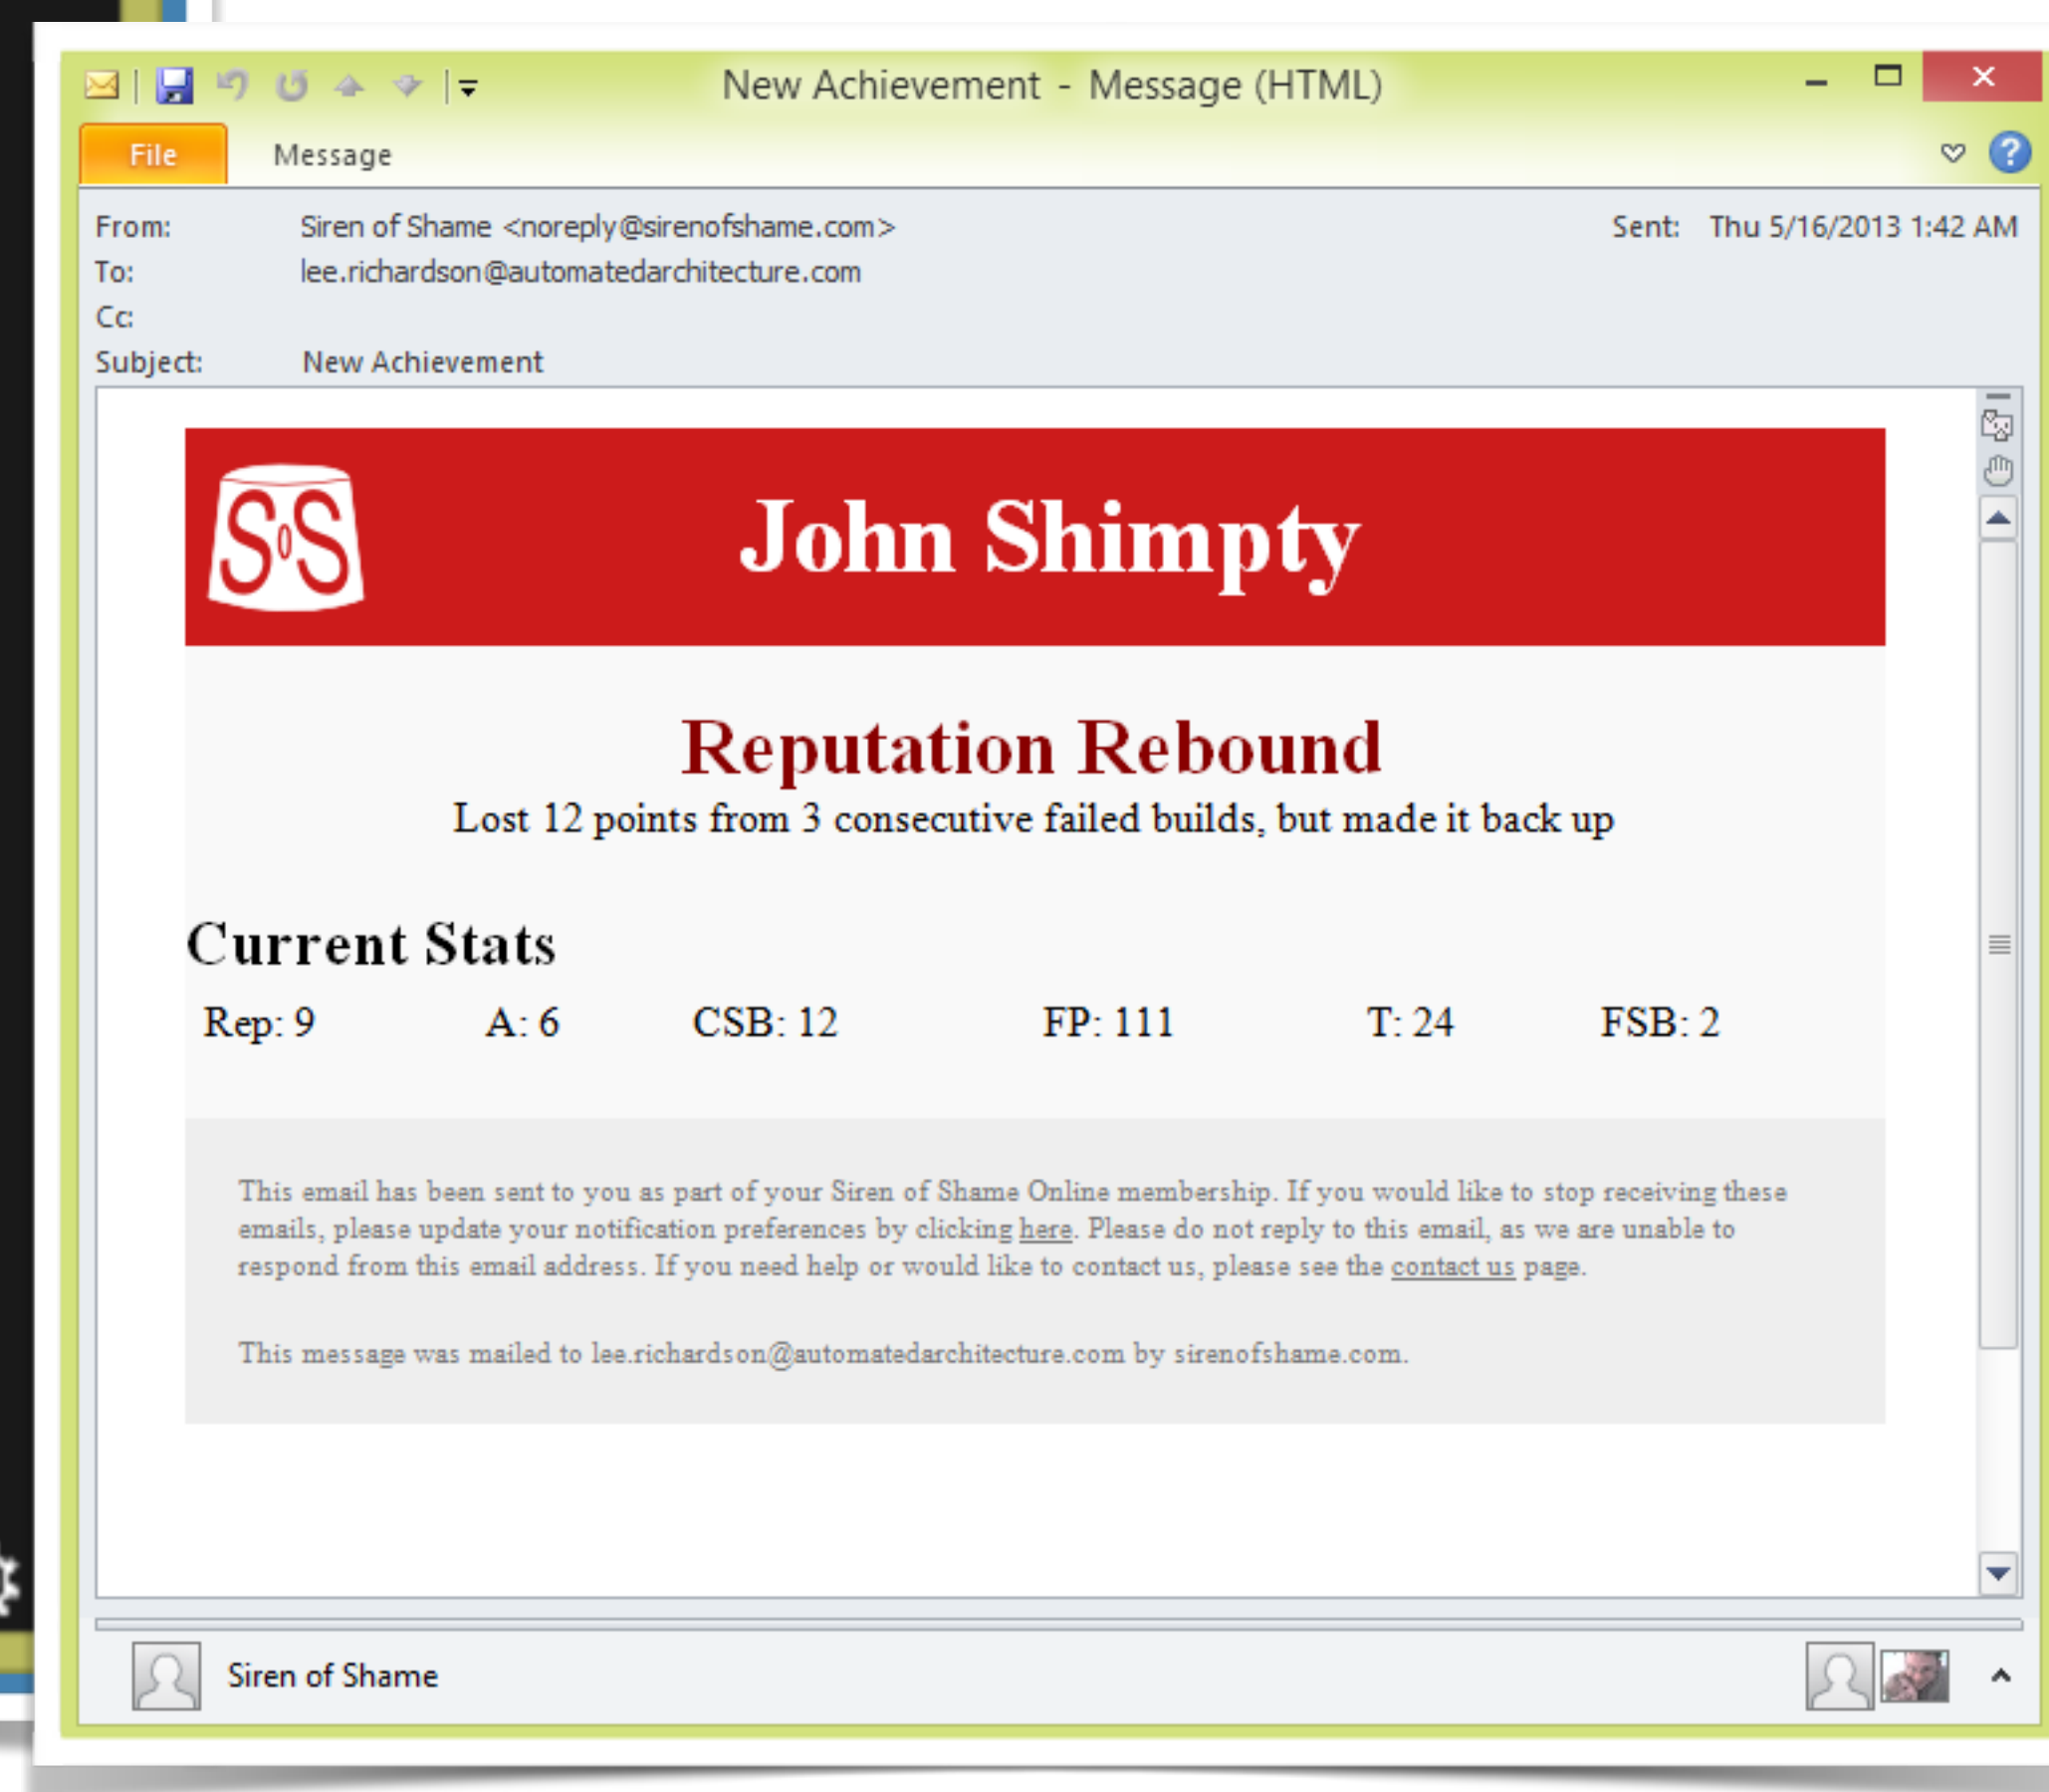 New Achievement - Message (HTML)
File Message
From: Siren of Shame <noreply@sirenofshame.com> Sent: Thu 5/16/2013 1:42 AM
To: lee.richardson@automatedarchitecture.com
Cc:
Subject: New Achievement
SoS John Shimpty
Reputation Rebound
Lost 12 points from 3 consecutive failed builds, but made it back up
Current Stats
Rep: 9 A: 6 CSB: 12 FP: 111 T: 24 FSB: 2
This email has been sent to you as part of your Siren of Shame Online membership. If you would like to stop receiving these
emails, please update your notification preferences by clicking here. Please do not reply to this email, as we are unable to
respond from this email address. If you need help or would like to contact us, please see the contact us page.
This message was mailed to lee.richardson@automatedarchitecture.com by sirenofshame.com.
Siren of Shame